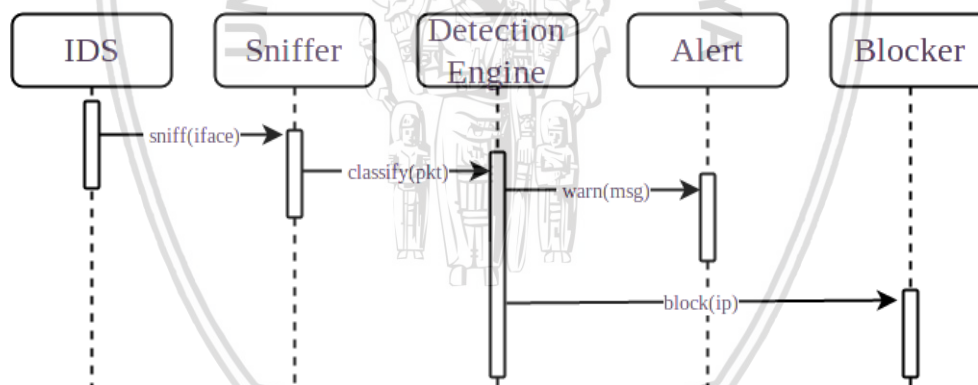 IDS
Sniffer
Detection
Engine
Alert
Blocker
sniff(iface)
classify(pkt)
warn(msg)
block(ip)